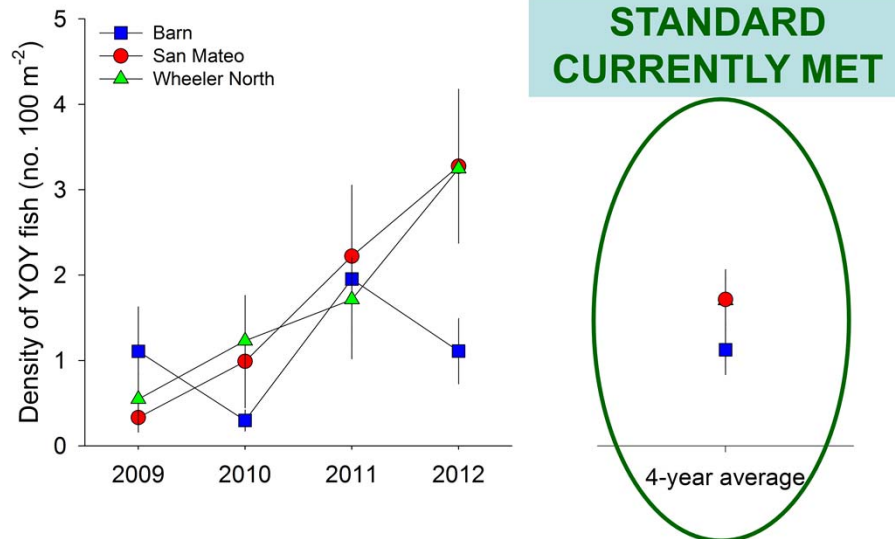 STANDARD
CURRENTLY MET
Density of YOY fish (no. 100 m⁻²)
5
4
3
2
1
0
Barn
San Mateo
Wheeler North
2009 2010 2011 2012
4-year average